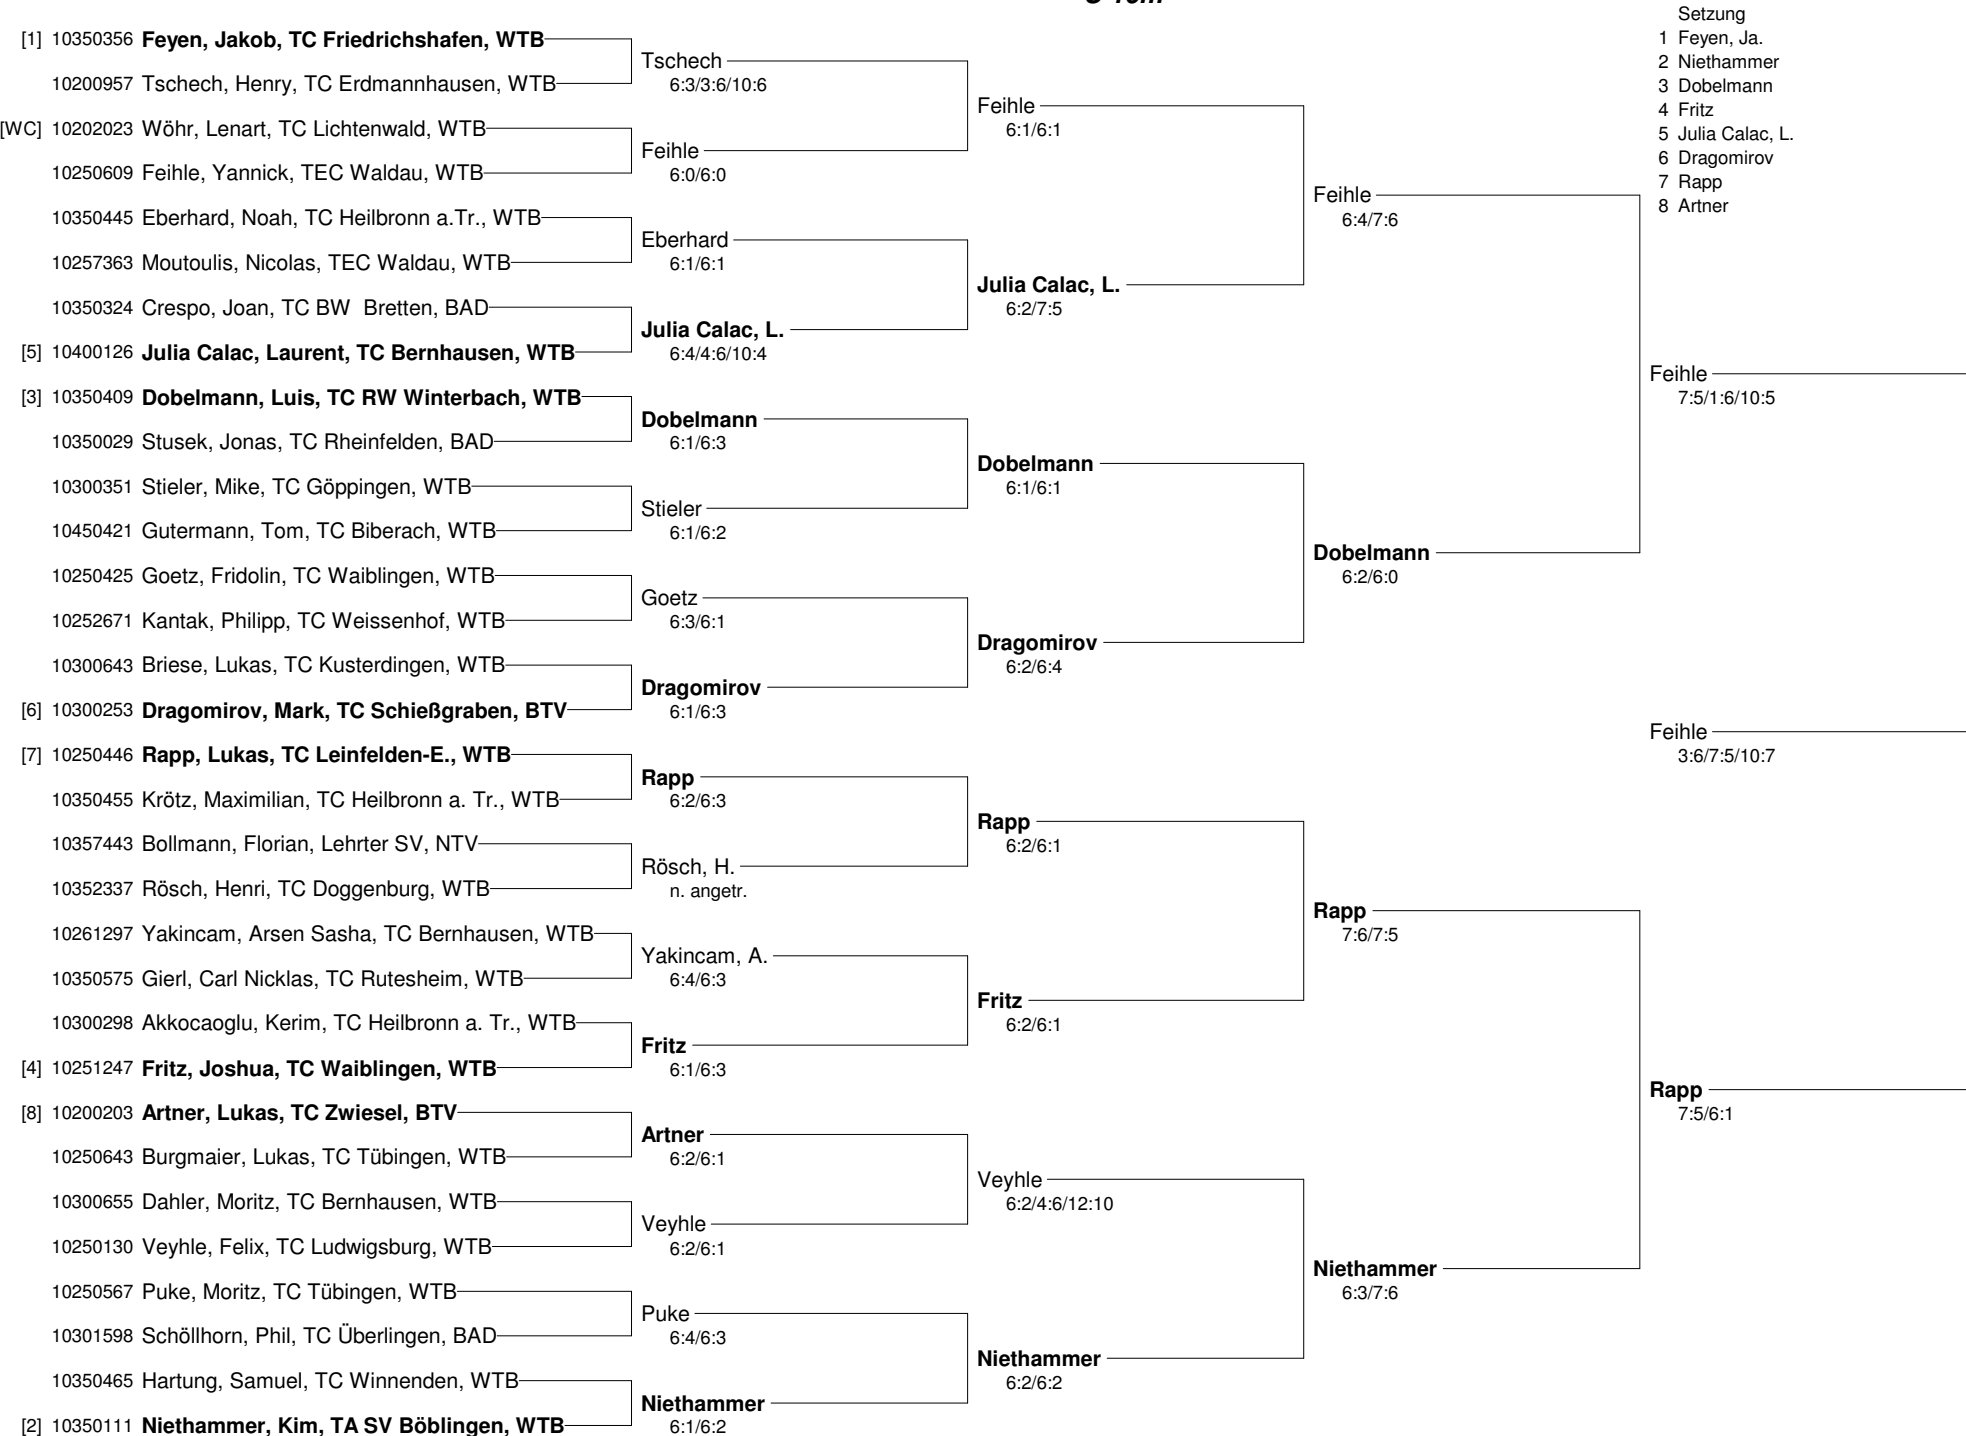 Setzung
1 Feyen, Ja.
2 Niethammer
3 Dobelmann
4 Fritz
5 Julia Calac, L.
6 Dragomirov
7 Rapp
8 Artner
[1] 10350356 Feyen, Jakob, TC Friedrichshafen, WTB
10200957 Tschech, Henry, TC Erdmannhausen, WTB
[WC] 10202023 Wöhr, Lenart, TC Lichtenwald, WTB
10250609 Feihle, Yannick, TEC Waldau, WTB
10350445 Eberhard, Noah, TC Heilbronn a.Tr., WTB
10257363 Moutoulis, Nicolas, TEC Waldau, WTB
10350324 Crespo, Joan, TC BW Bretten, BAD
[5] 10400126 Julia Calac, Laurent, TC Bernhausen, WTB
[3] 10350409 Dobelmann, Luis, TC RW Winterbach, WTB
10350029 Stusek, Jonas, TC Rheinfelden, BAD
10300351 Stieler, Mike, TC Göppingen, WTB
10450421 Gutermann, Tom, TC Biberach, WTB
10250425 Goetz, Fridolin, TC Waiblingen, WTB
10252671 Kantak, Philipp, TC Weissenhof, WTB
10300643 Briese, Lukas, TC Kusterdingen, WTB
[6] 10300253 Dragomirov, Mark, TC Schießgraben, BTV
[7] 10250446 Rapp, Lukas, TC Leinfelden-E., WTB
10350455 Krötz, Maximilian, TC Heilbronn a. Tr., WTB
10357443 Bollmann, Florian, Lehrter SV, NTV
10352337 Rösch, Henri, TC Doggenburg, WTB
10261297 Yakincam, Arsen Sasha, TC Bernhausen, WTB
10350575 Gierl, Carl Nicklas, TC Rutesheim, WTB
10300298 Akkocaoglu, Kerim, TC Heilbronn a. Tr., WTB
[4] 10251247 Fritz, Joshua, TC Waiblingen, WTB
[8] 10200203 Artner, Lukas, TC Zwiesel, BTV
10250643 Burgmaier, Lukas, TC Tübingen, WTB
10300655 Dahler, Moritz, TC Bernhausen, WTB
10250130 Veyhle, Felix, TC Ludwigsburg, WTB
10250567 Puke, Moritz, TC Tübingen, WTB
10301598 Schöllhorn, Phil, TC Überlingen, BAD
10350465 Hartung, Samuel, TC Winnenden, WTB
[2] 10350111 Niethammer, Kim, TA SV Böblingen, WTB
Tschech
6:3/3:6/10:6
Feihle
6:0/6:0
Eberhard
6:1/6:1
Julia Calac, L.
6:4/4:6/10:4
Dobelmann
6:1/6:3
Stieler
6:1/6:2
Goetz
6:3/6:1
Dragomirov
6:1/6:3
Rapp
6:2/6:3
Rösch, H.
n. angetr.
Yakincam, A.
6:4/6:3
Fritz
6:1/6:3
Artner
6:2/6:1
Veyhle
6:2/6:1
Puke
6:4/6:3
Niethammer
6:1/6:2
Feihle
6:1/6:1
Julia Calac, L.
6:2/7:5
Dobelmann
6:1/6:1
Dragomirov
6:2/6:4
Rapp
6:2/6:1
Fritz
6:2/6:1
Veyhle
6:2/4:6/12:10
Niethammer
6:2/6:2
Feihle
6:4/7:6
Dobelmann
6:2/6:0
Rapp
7:6/7:5
Niethammer
6:3/7:6
Feihle
7:5/1:6/10:5
Feihle
3:6/7:5/10:7
Rapp
7:5/6:1